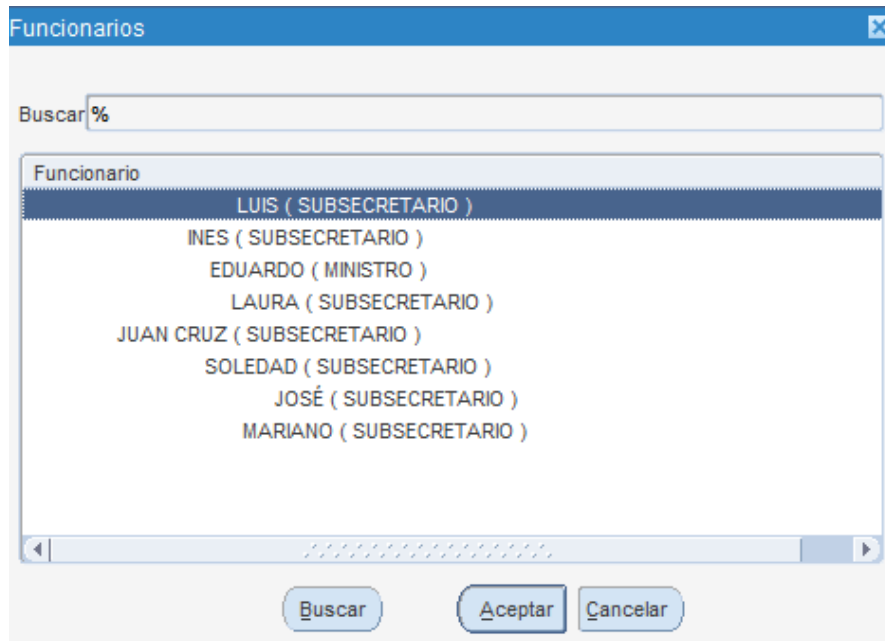 Funcionarios
Buscar %
Funcionario
LUIS ( SUBSECRETARIO )
INES ( SUBSECRETARIO )
EDUARDO ( MINISTRO )
LAURA ( SUBSECRETARIO )
JUAN CRUZ ( SUBSECRETARIO )
SOLEDAD ( SUBSECRETARIO )
JOSÉ ( SUBSECRETARIO )
MARIANO ( SUBSECRETARIO )
Buscar Aceptar Cancelar